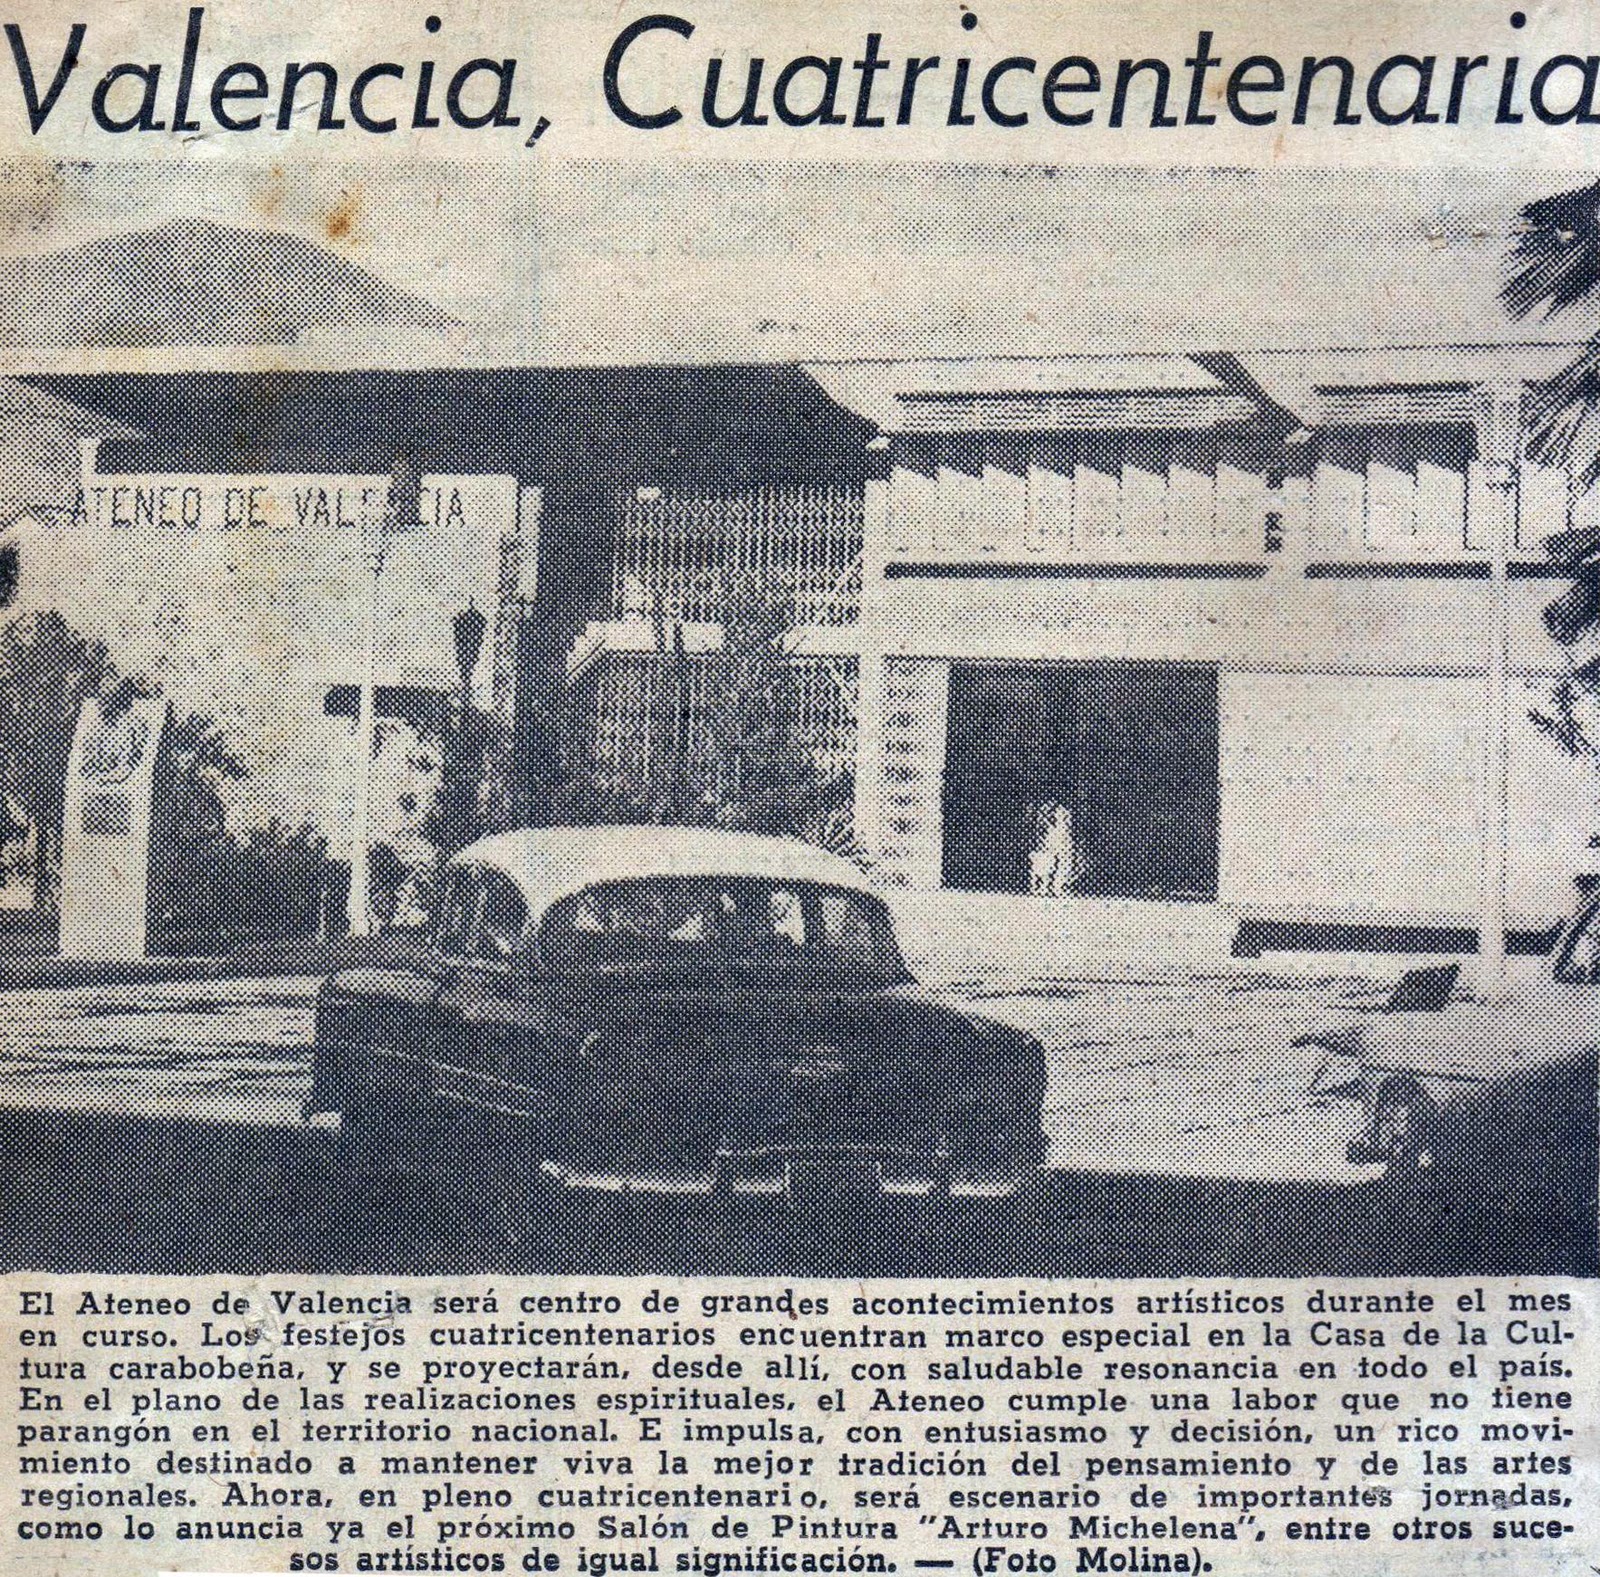 Valencia, Cuatricentenaria
ATENEO DE VALENCIA
El Ateneo de Valencia será centro de grandes acontecimientos artísticos durante el mes
en curso. Los festejos cuatricentenarios encuentran marco especial en la Casa de la Cul-
tura carabobeña, y se proyectarán, desde allí, con saludable resonancia en todo el país.
En el plano de las realizaciones espirituales, el Ateneo cumple una labor que no tiene
parangón en el territorio nacional. E impulsa, con entusiasmo y decisión, un rico movi-
miento destinado a mantener viva la mejor tradición del pensamiento y de las artes
regionales. Ahora, en pleno cuatricentenario, será escenario de importantes jornadas,
como lo anuncia ya el próximo Salón de Pintura "Arturo Michelena", entre otros suce-
sos artísticos de igual significación. — (Foto Molina).